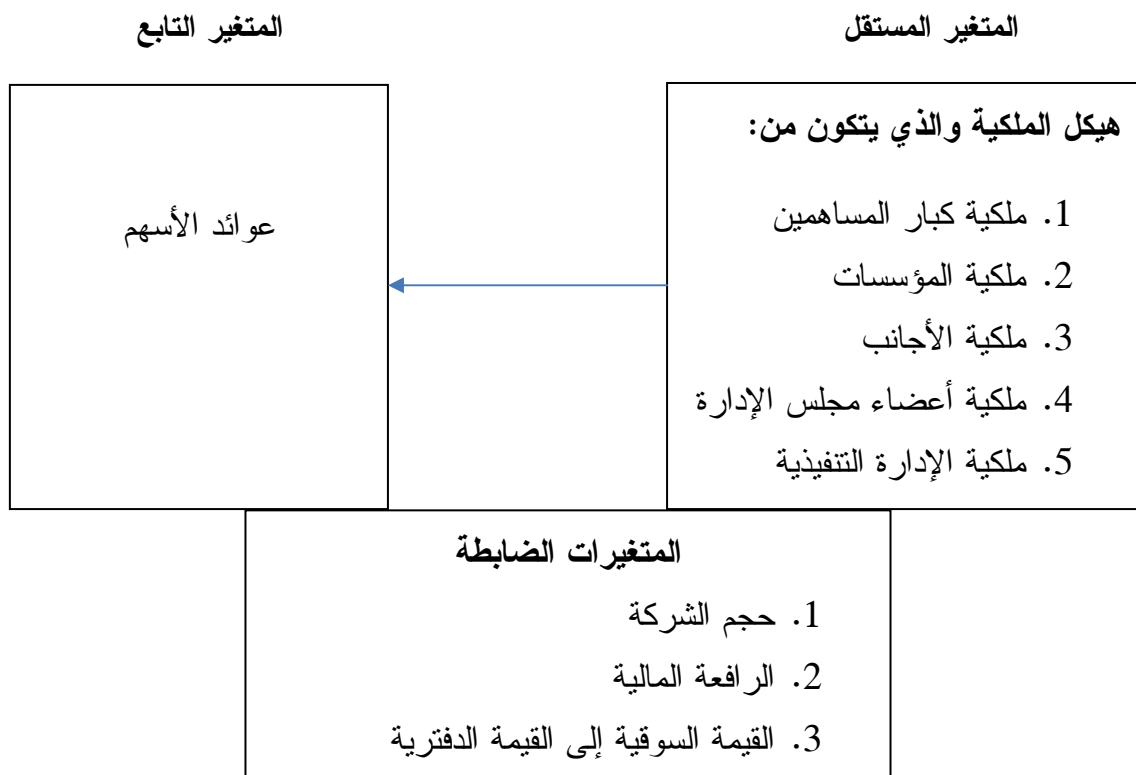 المتغير المستقل
المتغير التابع
هيكل الملكية والذي يتكون من:
1. ملكية كبار المساهمين
2. ملكية المؤسسات
3. ملكية الأجانب
4. ملكية أعضاء مجلس الإدارة
5. ملكية الإدارة التنفيذية
عوائد الأسهم
المتغيرات الضابطة
1. حجم الشركة
2. الرافعة المالية
3. القيمة السوقية إلى القيمة الدفترية